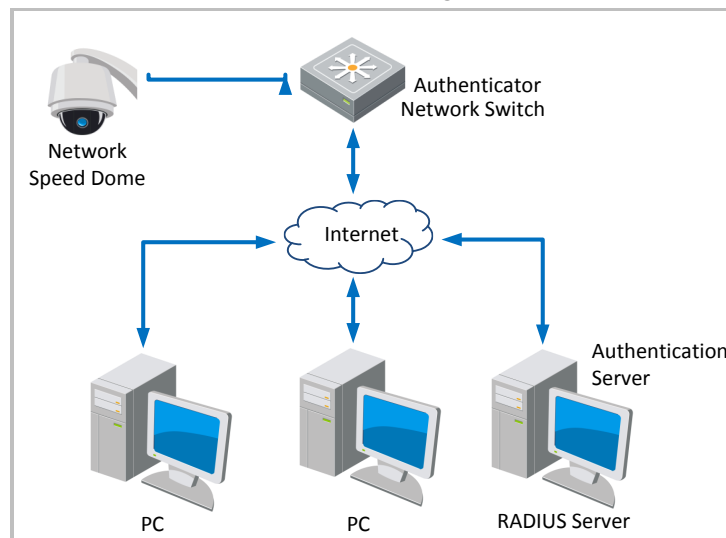 Authenticator
Network Switch
Network
Speed Dome
Internet
Authentication
Server
PC
PC
RADIUS Server